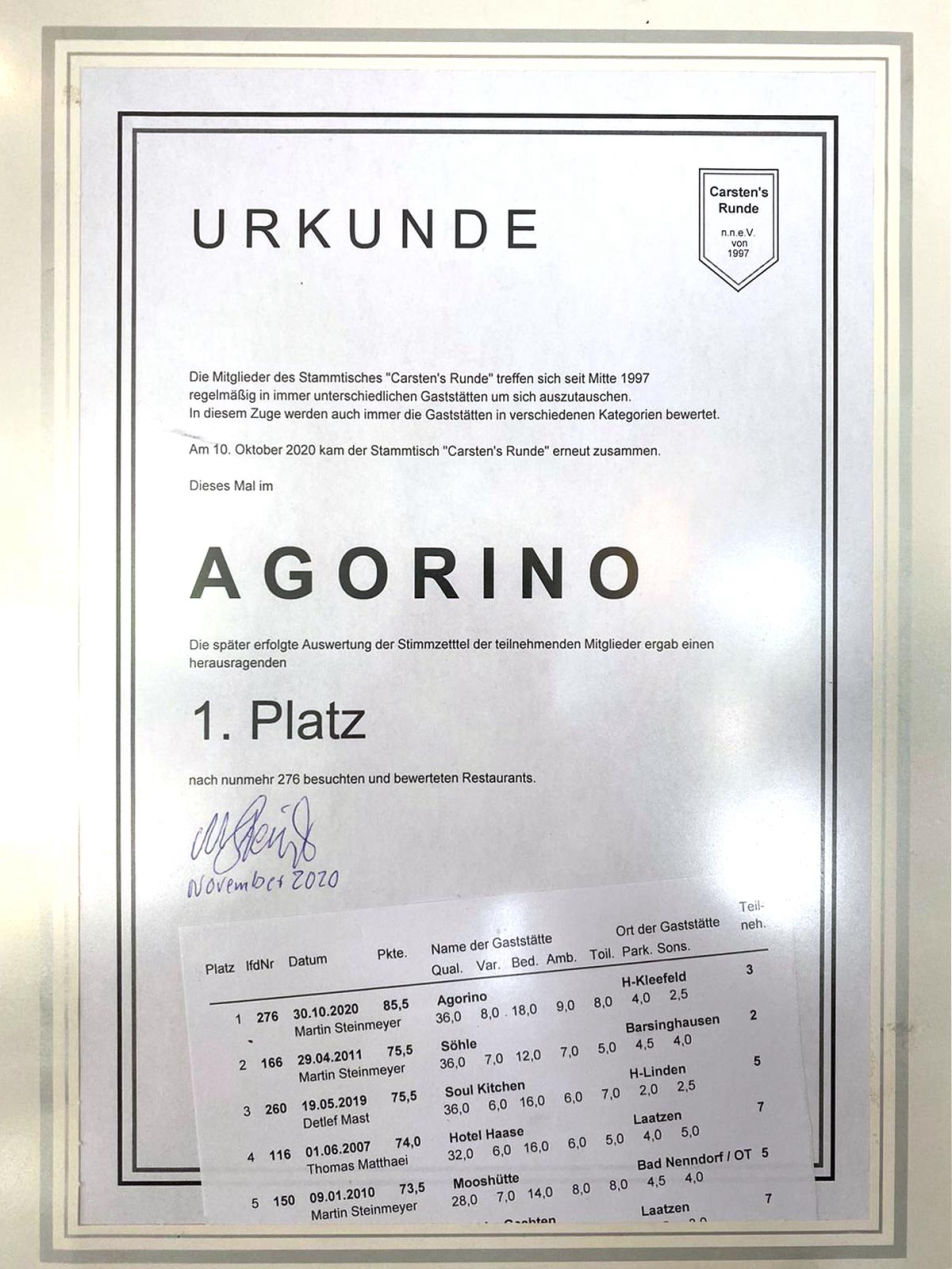 URKUNDE
Carsten's
Runde
n.n.e.V.
von
1997
Die Mitglieder des Stammtisches "Carsten's Runde" treffen sich seit Mitte 1997
regelmäßig in immer unterschiedlichen Gaststätten um sich auszutauschen.
In diesem Zuge werden auch immer die Gaststätten in verschiedenen Kategorien bewertet.
Am 10. Oktober 2020 kam der Stammtisch "Carsten's Runde" erneut zusammen.
Dieses Mal im
AGORINO
Die später erfolgte Auswertung der Stimmzetttel der teilnehmenden Mitglieder ergab einen
herausragenden
1. Platz
nach nunmehr 276 besuchten und bewerteten Restaurants.
November 2020
Platz lfdNr Datum Pkte. Name der Gaststätte Ort der Gaststätte Teil-
neh.
Qual. Var. Bed. Amb. Toil. Park. Sons.
1 276 30.10.2020 85,5 Agorino H-Kleefeld 3
Martin Steinmeyer 36,0 8,0 18,0 9,0 8,0 4,0 2,5
2 166 29.04.2011 75,5 Söhle Barsinghausen 2
Martin Steinmeyer 36,0 7,0 12,0 7,0 5,0 4,5 4,0
3 260 19.05.2019 75,5 Soul Kitchen H-Linden 5
Detlef Mast 36,0 6,0 16,0 6,0 7,0 2,0 2,5
4 116 01.06.2007 74,0 Hotel Haase Laatzen 7
Thomas Matthaei 32,0 6,0 16,0 6,0 5,0 4,0 5,0
5 150 09.01.2010 73,5 Mooshütte Bad Nenndorf / OT 5
Martin Steinmeyer 28,0 7,0 14,0 8,0 8,0 4,5 4,0
Laatzen 7